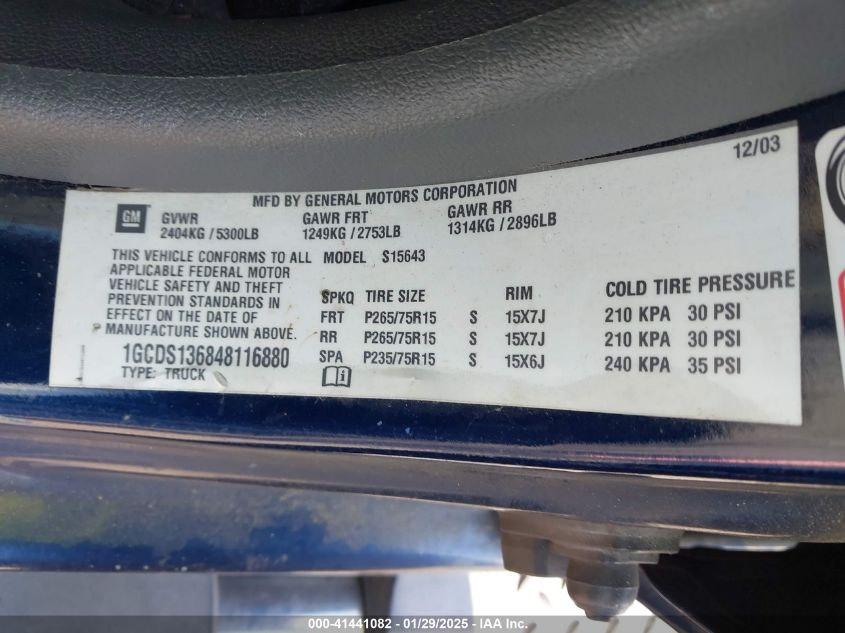 12/03
MFD BY GENERAL MOTORS CORPORATION
GM
GVWR GAWR FRT GAWR RR
2404KG / 5300LB 1249KG / 2753LB 1314KG / 2896LB
THIS VEHICLE CONFORMS TO ALL MODEL S15643
APPLICABLE FEDERAL MOTOR
VEHICLE SAFETY AND THEFT
PREVENTION STANDARDS IN
EFFECT ON THE DATE OF
MANUFACTURE SHOWN ABOVE.
1GCDS136848116880
TYPE: TRUCK
SPKQ TIRE SIZE RIM COLD TIRE PRESSURE
FRT P265/75R15 S 15X7J 210 KPA 30 PSI
RR P265/75R15 S 15X7J 210 KPA 30 PSI
SPA P235/75R15 S 15X6J 240 KPA 35 PSI
000-41441082 - 01/29/2025 - IAA Inc.